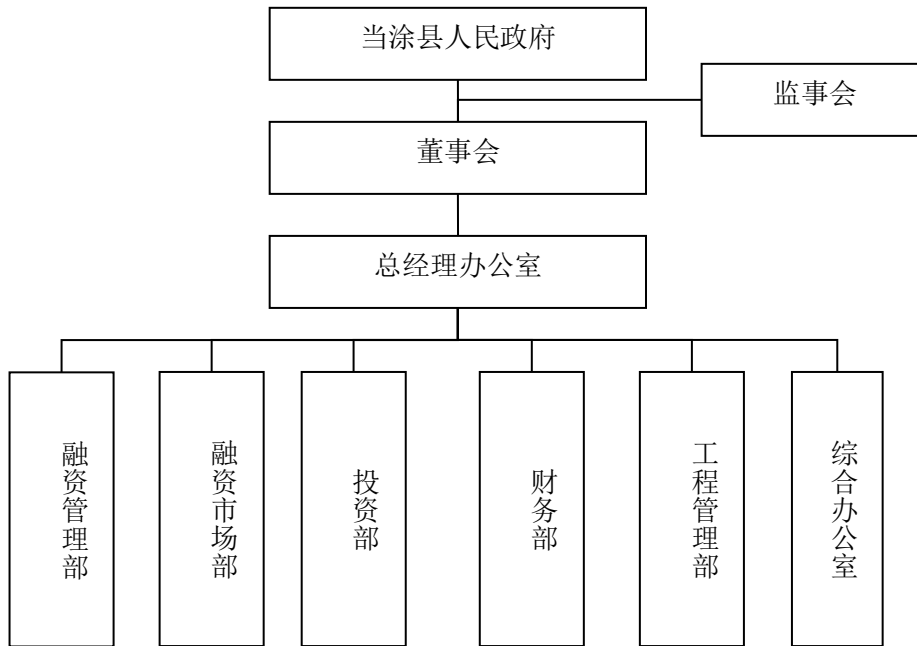 当涂县人民政府
监事会
董事会
总经理办公室
融资管理部
融资市场部
投资部
财务部
工程管理部
综合办公室